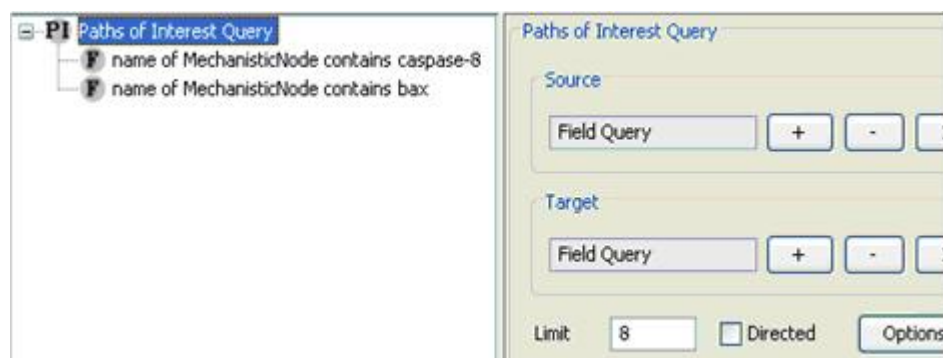 PI Paths of Interest Query
F name of MechanisticNode contains caspase-8
F name of MechanisticNode contains bax
Paths of Interest Query
Source
Field Query + -
Target
Field Query + -
Limit 8 Directed Options